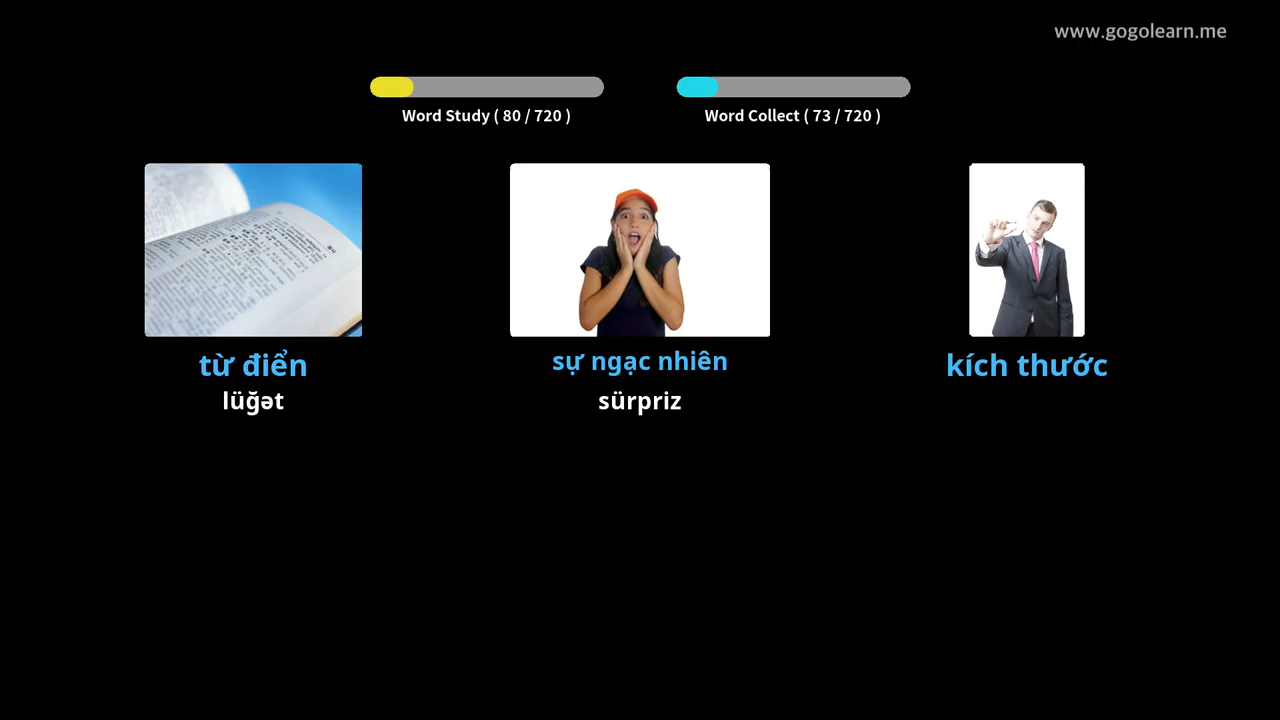 www.gogolearn.me
Word Study ( 80 / 720 )
Word Collect ( 73 / 720 )
từ điển
sự ngạc nhiên
kích thước
lüğət
sürpriz